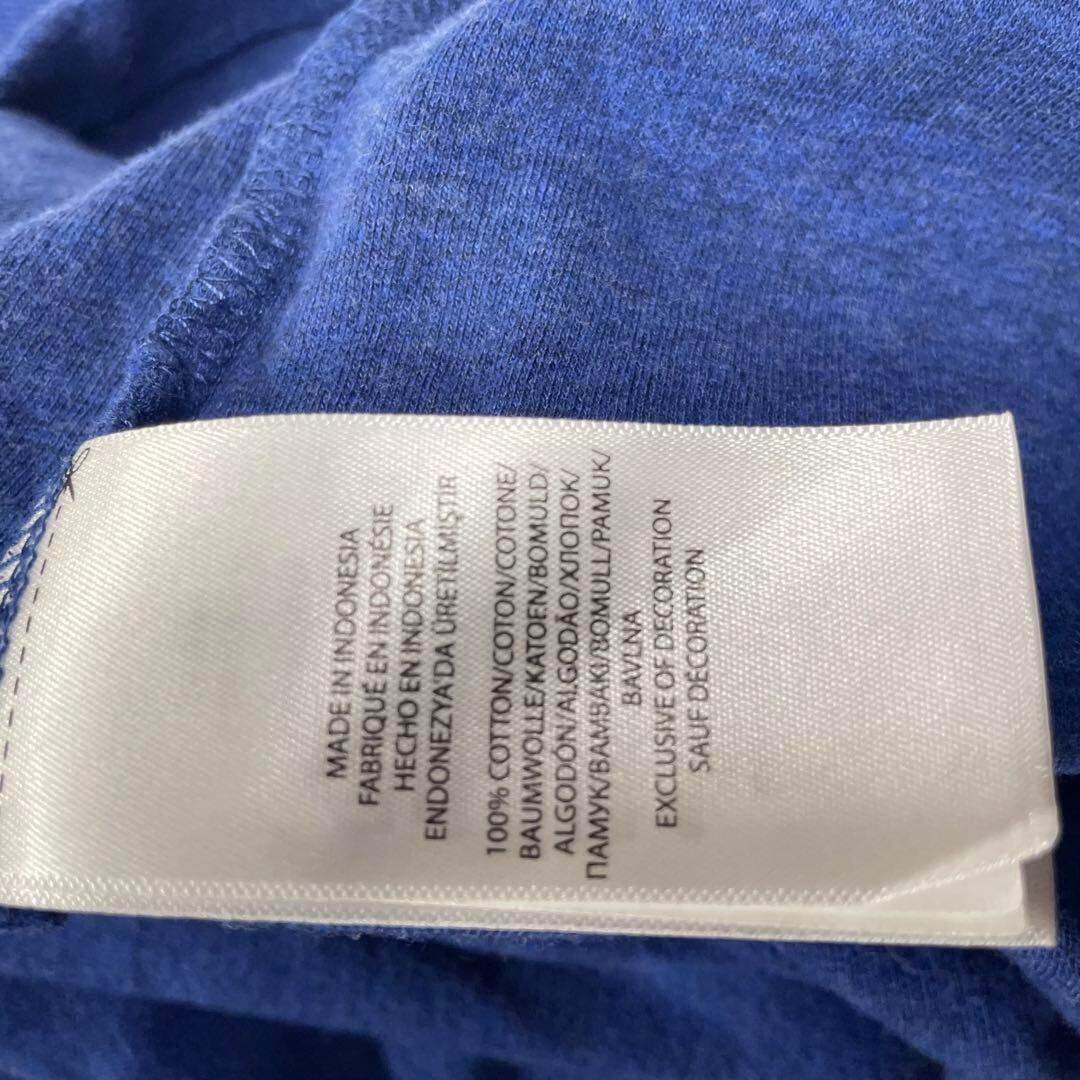 MADE IN INDONESIA
FABRIQUÉ EN INDONÉSIE
HECHO EN INDONESIA
ENDONEZYA'DA ÜRETİLMİŞTİR
100% COTTON/COTON/COTONE/
BAUMWOLLE/KATOEN/BOMULD/
ALGODÓN/ALGODÃO/ХЛОПОК/
ПАМУК/BAMBAKI/BOMULL/PAMUK/
BAVLNA
EXCLUSIVE OF DECORATION
SAUF DÉCORATION